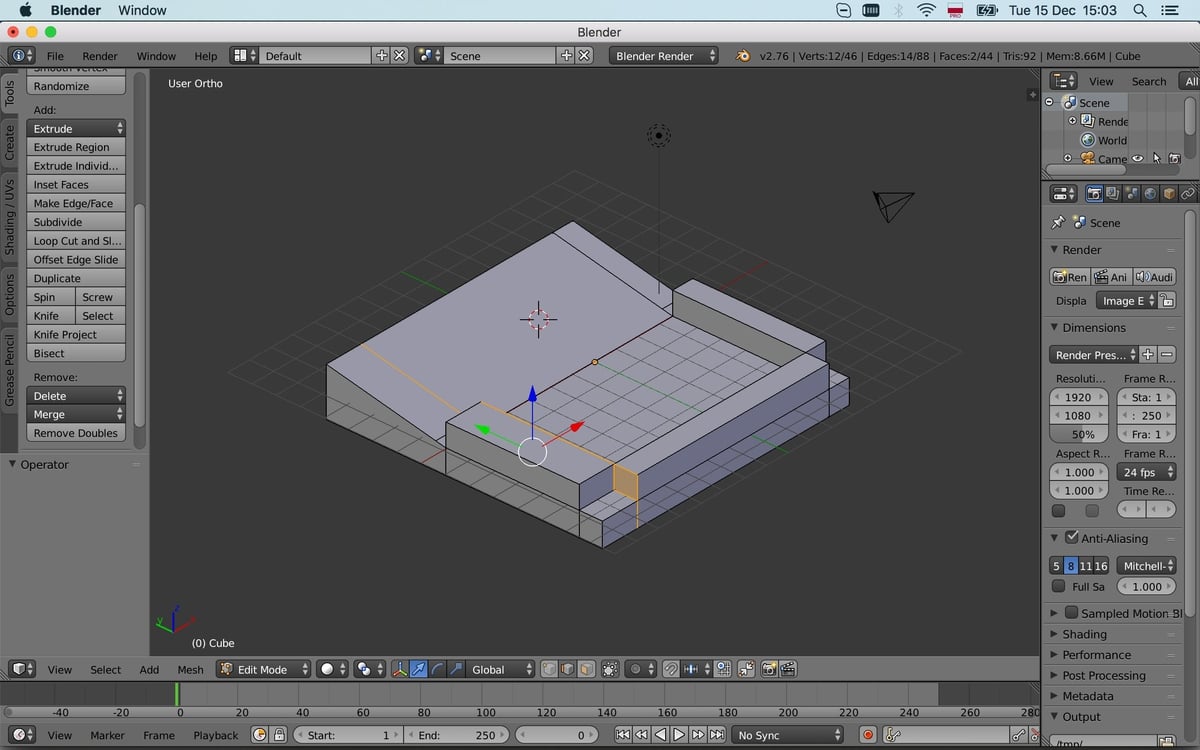 Blender Window Tue 15 Dec 15:03
PRO
Blender
File Render Window Help Default Scene Blender Render v2.76 | Verts:12/46 | Edges:14/88 | Faces:2/44 | Tris:92 | Mem:8.66M | Cube
Tools
Create
Shading / UVs
Options
Grease Pencil
Smooth Vertex
Randomize
Add:
Extrude
Extrude Region
Extrude Individ...
Inset Faces
Make Edge/Face
Subdivide
Loop Cut and Sl...
Offset Edge Slide
Duplicate
Spin Screw
Knife Select
Knife Project
Bisect
Remove:
Delete
Merge
Remove Doubles
Operator
User Ortho
z
y
(0) Cube
View Search All
Scene
Rende
World
Came
Scene
Render
Ren Ani Audi
Displa Image E
Dimensions
Render Pres...
Resoluti... Frame R...
1920 Sta: 1
1080 : 250
50% Fra: 1
Aspect R... Frame R...
1.000 24 fps
1.000 Time Re...
Anti-Aliasing
5 8 11 16 Mitchell-
Full Sa 1.000
Sampled Motion Bl
Shading
Performance
Post Processing
Metadata
Output
/tmp/
View Select Add Mesh Edit Mode Global
-40 -20 0 20 40 60 80 100 120 140 160 180 200 220 240 260 280
View Marker Frame Playback Start: 1 End: 250 0 No Sync